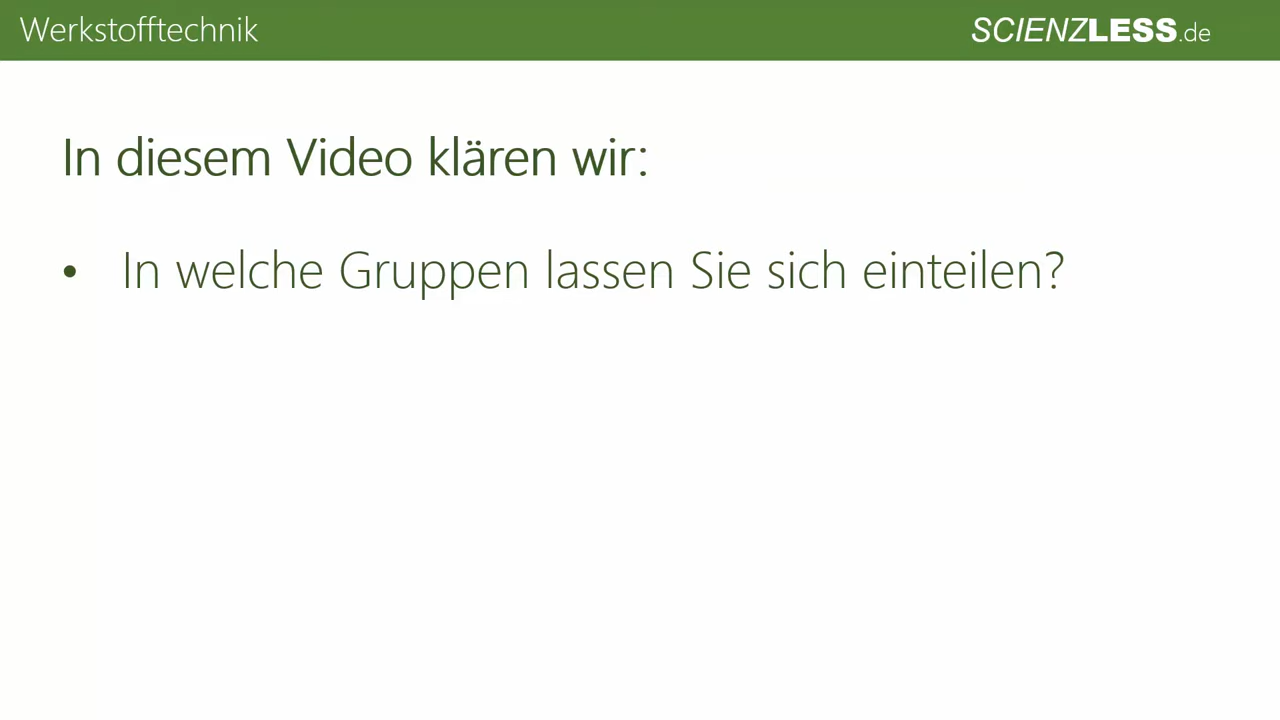 Werkstofftechnik
SCIENZLESS.de
In diesem Video klären wir:
• In welche Gruppen lassen Sie sich einteilen?